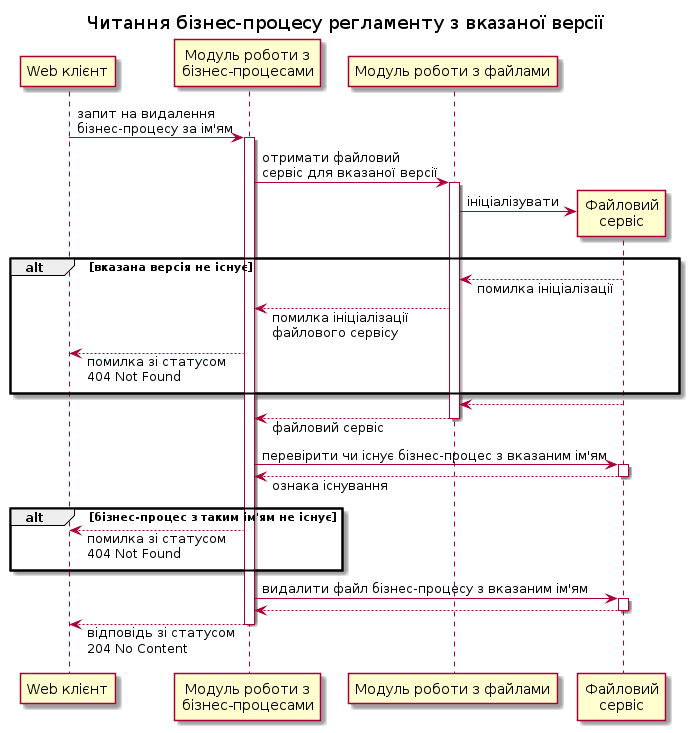 Читання бізнес-процесу регламенту з вказаної версії
Web клієнт
Модуль роботи з
бізнес-процесами
Модуль роботи з файлами
запит на видалення
бізнес-процесу за ім'ям
отримати файловий
сервіс для вказаної версії
ініціалізувати
Файловий
сервіс
alt
[вказана версія не існує]
помилка ініціалізації
помилка ініціалізації
файлового сервісу
помилка зі статусом
404 Not Found
файловий сервіс
перевірити чи існує бізнес-процес з вказаним ім'ям
ознака існування
alt
[бізнес-процес з таким ім'ям не існує]
помилка зі статусом
404 Not Found
видалити файл бізнес-процесу з вказаним ім'ям
відповідь зі статусом
204 No Content
Web клієнт
Модуль роботи з
бізнес-процесами
Модуль роботи з файлами
Файловий
сервіс